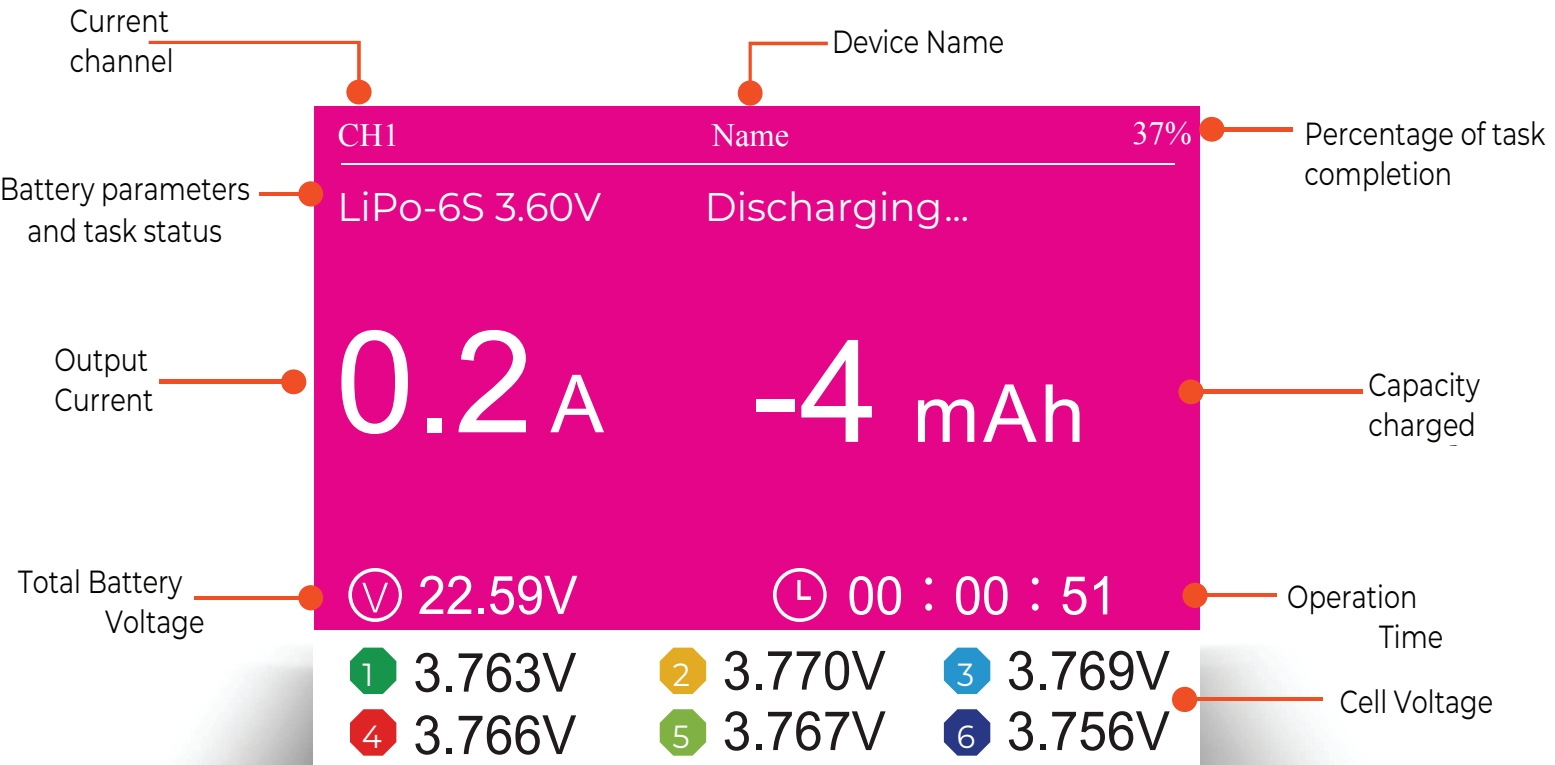 Current
channel
Device Name
CH1
Name
37%
Percentage of task
completion
Battery parameters
and task status
LiPo-6S 3.60V
Discharging...
Output
Current
0.2 A
-4 mAh
Capacity
charged
Total Battery
Voltage
V 22.59V
00 : 00 : 51
Operation
Time
1 3.763V
2 3.770V
3 3.769V
4 3.766V
5 3.767V
6 3.756V
Cell Voltage